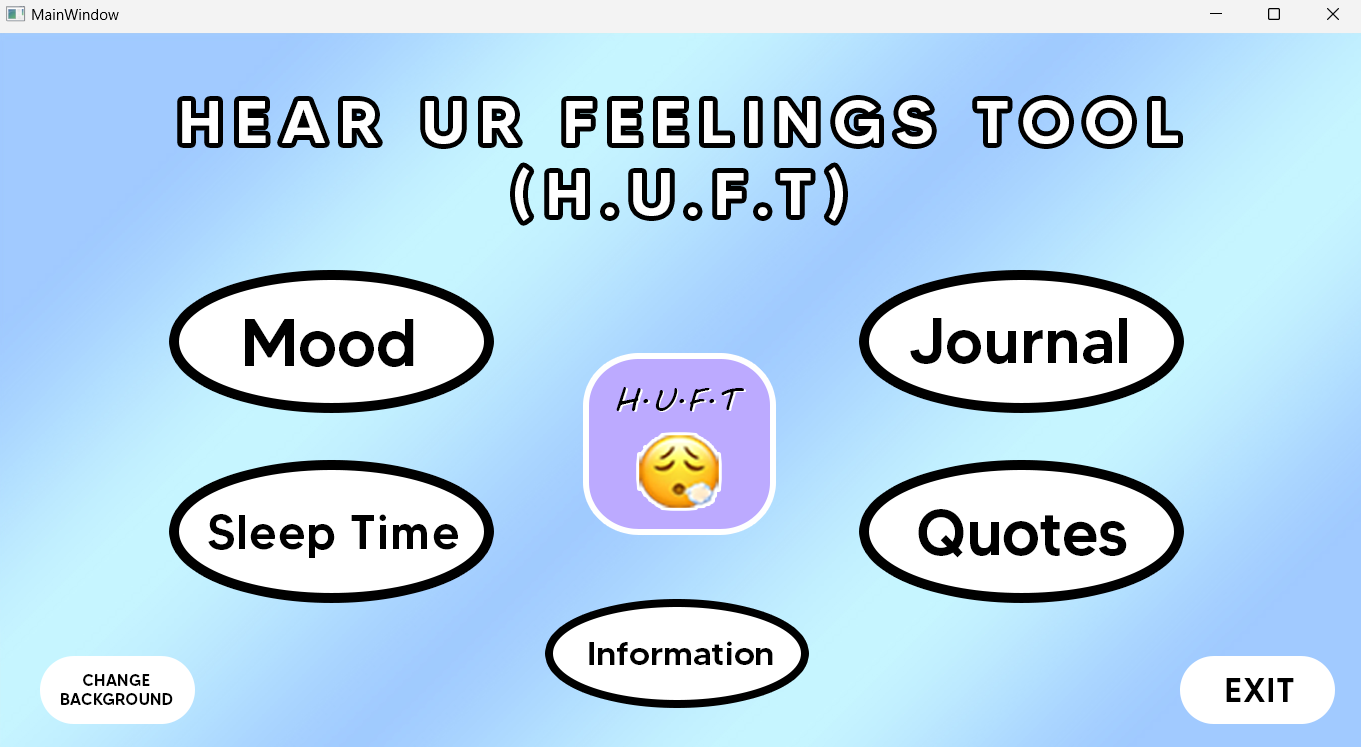 MainWindow
HEAR UR FEELINGS TOOL
(H.U.F.T)
Mood
Journal
H.U.F.T
Sleep Time
Quotes
Information
CHANGE
BACKGROUND
EXIT